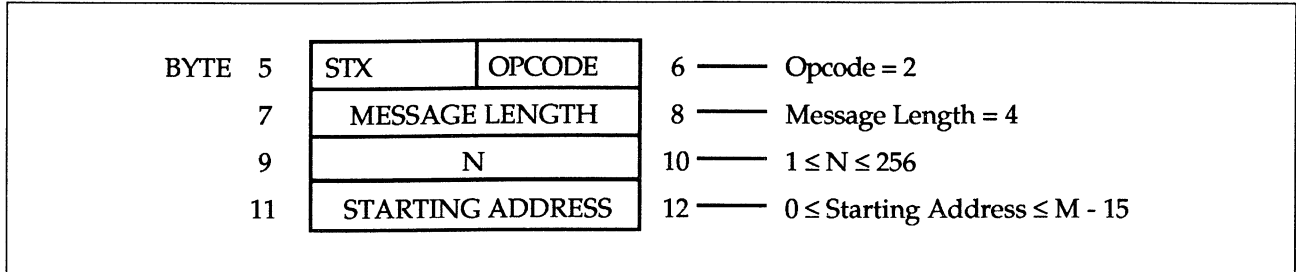 BYTE 5 STX OPCODE 6 Opcode = 2
7 MESSAGE LENGTH 8 Message Length = 4
9 N 10 1 ≤ N ≤ 256
11 STARTING ADDRESS 12 0 ≤ Starting Address ≤ M - 15